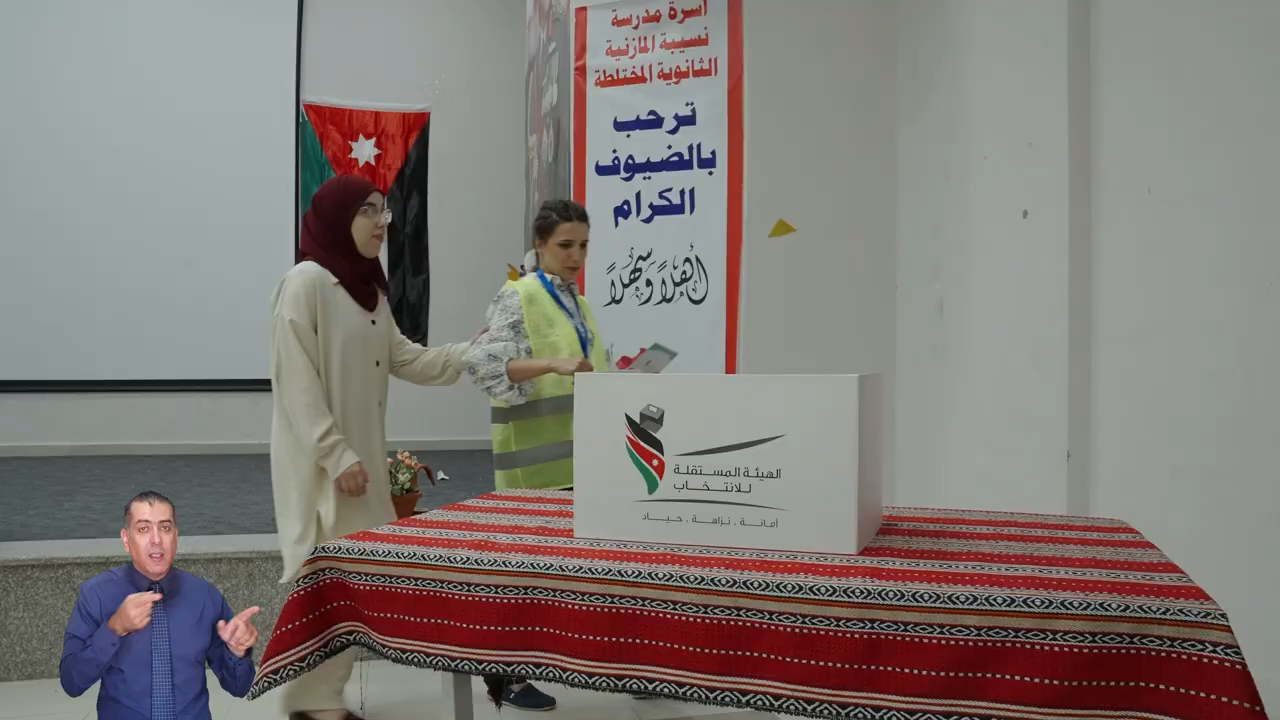 أسرة مدرسة
نسيبة المازنية
الثانوية المختلطة
ترحب
بالضيوف
الكرام
أهلاً وسهلاً
الهيئة المستقلة
للانتخاب
أمانة . نزاهة . حياد